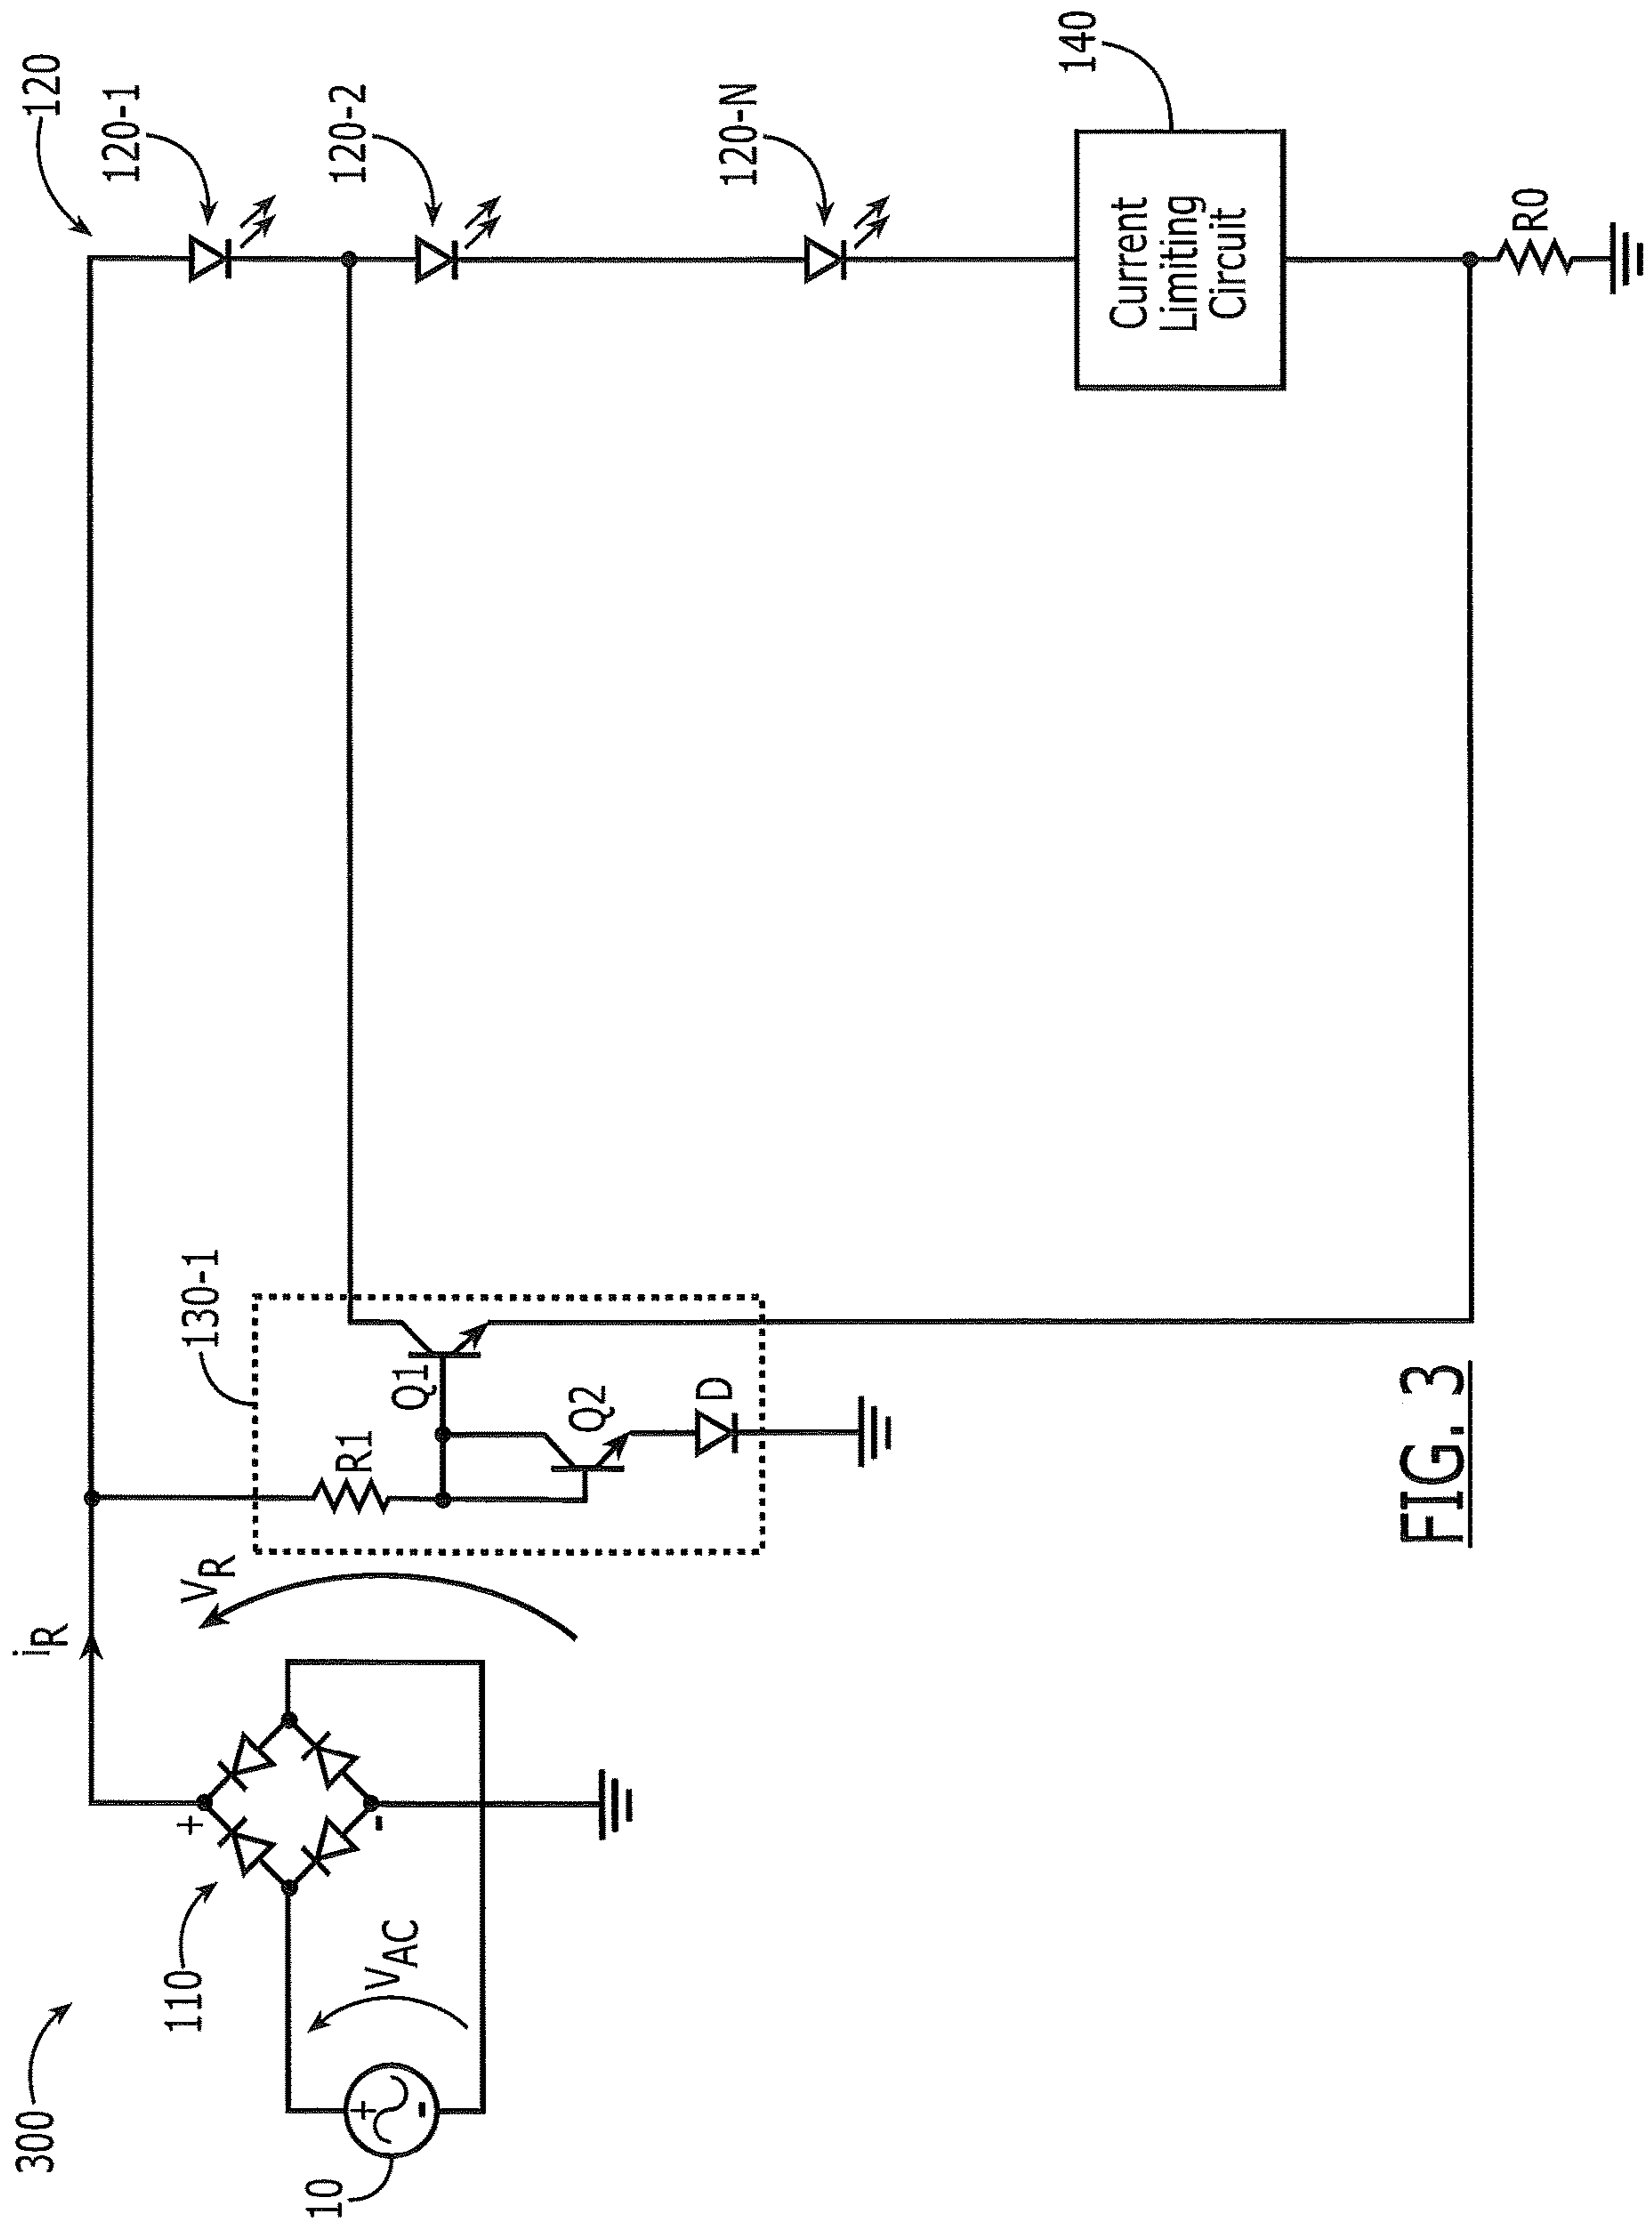 300
10
+
-
VAC
110
+
-
iR
VR
130-1
R1
Q1
Q2
D
120
120-1
120-2
120-N
140
Current
Limiting
Circuit
R0
FIG. 3